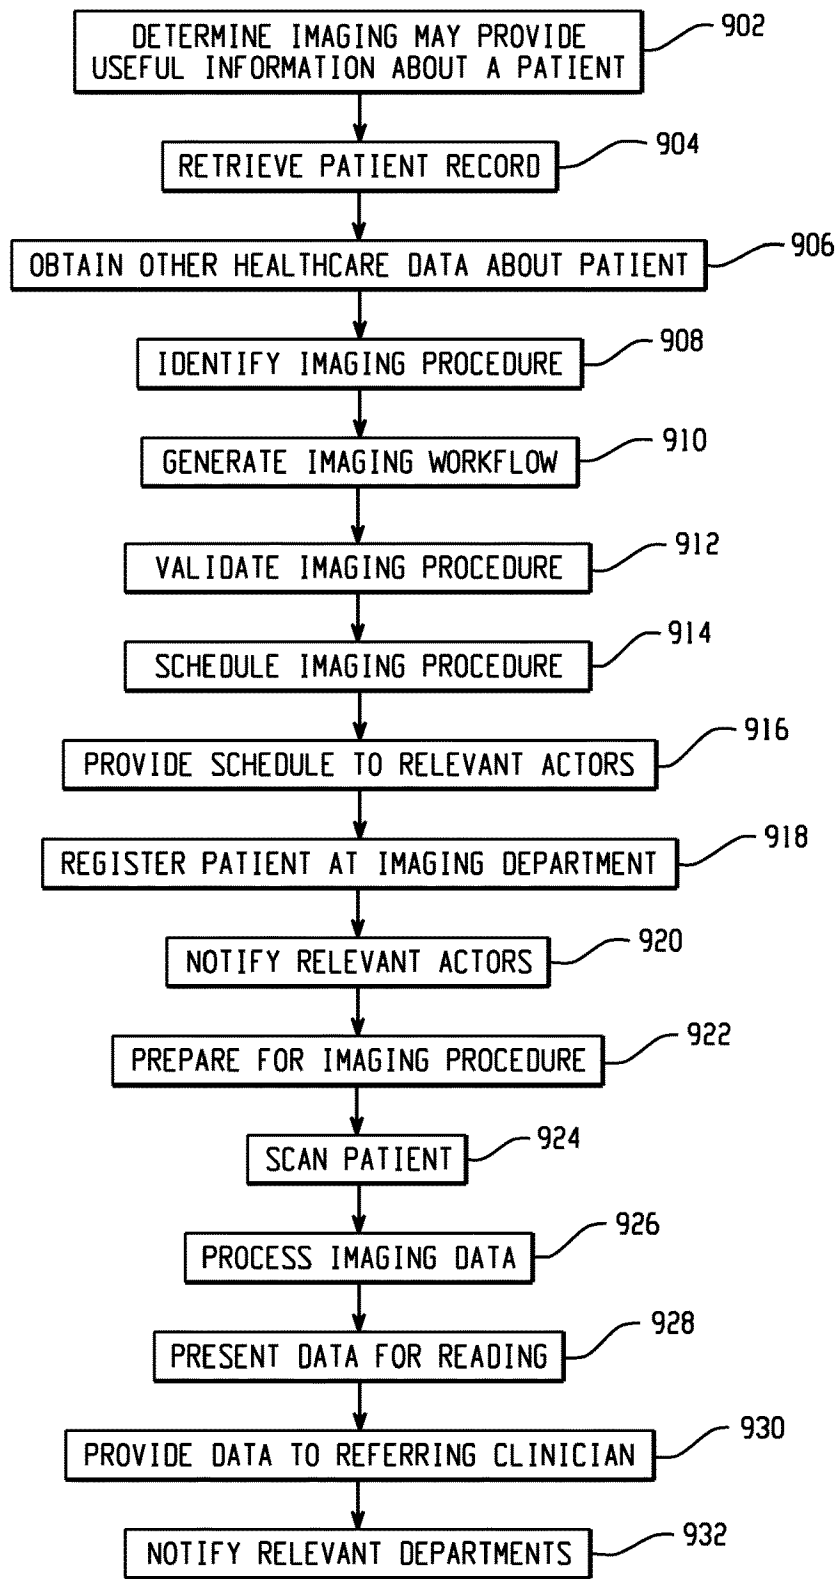 DETERMINE IMAGING MAY PROVIDE
USEFUL INFORMATION ABOUT A PATIENT
902
RETRIEVE PATIENT RECORD
904
OBTAIN OTHER HEALTHCARE DATA ABOUT PATIENT
906
IDENTIFY IMAGING PROCEDURE
908
GENERATE IMAGING WORKFLOW
910
VALIDATE IMAGING PROCEDURE
912
SCHEDULE IMAGING PROCEDURE
914
PROVIDE SCHEDULE TO RELEVANT ACTORS
916
REGISTER PATIENT AT IMAGING DEPARTMENT
918
NOTIFY RELEVANT ACTORS
920
PREPARE FOR IMAGING PROCEDURE
922
SCAN PATIENT
924
PROCESS IMAGING DATA
926
PRESENT DATA FOR READING
928
PROVIDE DATA TO REFERRING CLINICIAN
930
NOTIFY RELEVANT DEPARTMENTS
932